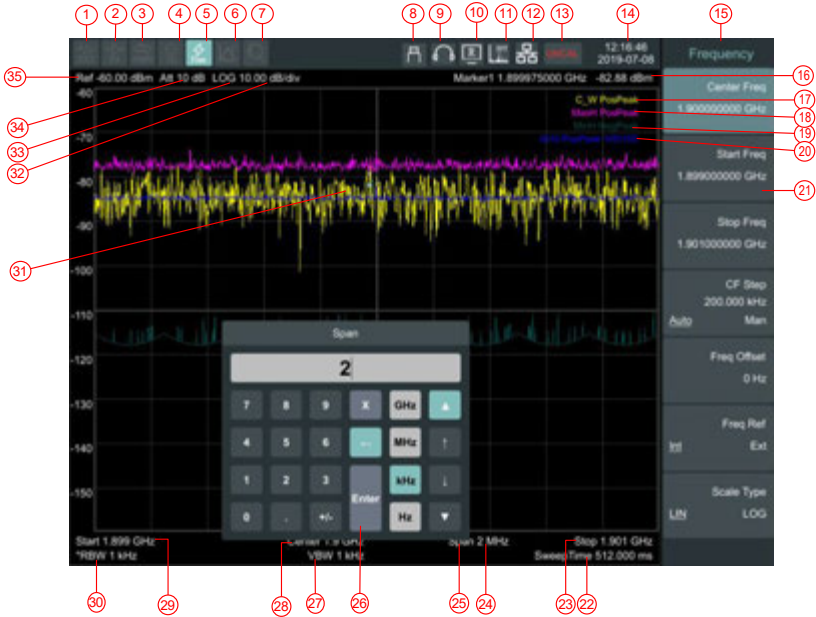 1 2 3 4 5 6 7 8 9 10 11 12 13 14 15
12:16:46
2019-07-08
Frequency
35 Ref -60.00 dBm Att 10 dB LOG 10.00 dB/div Marker1 1.899975000 GHz -82.88 dBm 16
C_W PosPeak 17
MaxH PosPeak 18
19
20
34
33
32
31
21
Center Freq
1.900000000 GHz
Start Freq
1.899000000 GHz
Stop Freq
1.901000000 GHz
CF Step
200.000 kHz
Auto Man
Freq Offset
0 Hz
Freq Ref
Int Ext
Scale Type
LIN LOG
-60
-70
-80
-90
-100
-110
-120
-130
-140
-150
Span
2
7 8 9 X GHz ▲
4 5 6 ← MHz ↑
1 2 3 Enter kHz ↓
0 . +/- Hz ▼
Start 1.899 GHz Center 1.9 GHz Span 2 MHz Stop 1.901 GHz
*RBW 1 kHz VBW 1 kHz SweepTime 512.000 ms
30 29 28 27 26 25 24 23 22